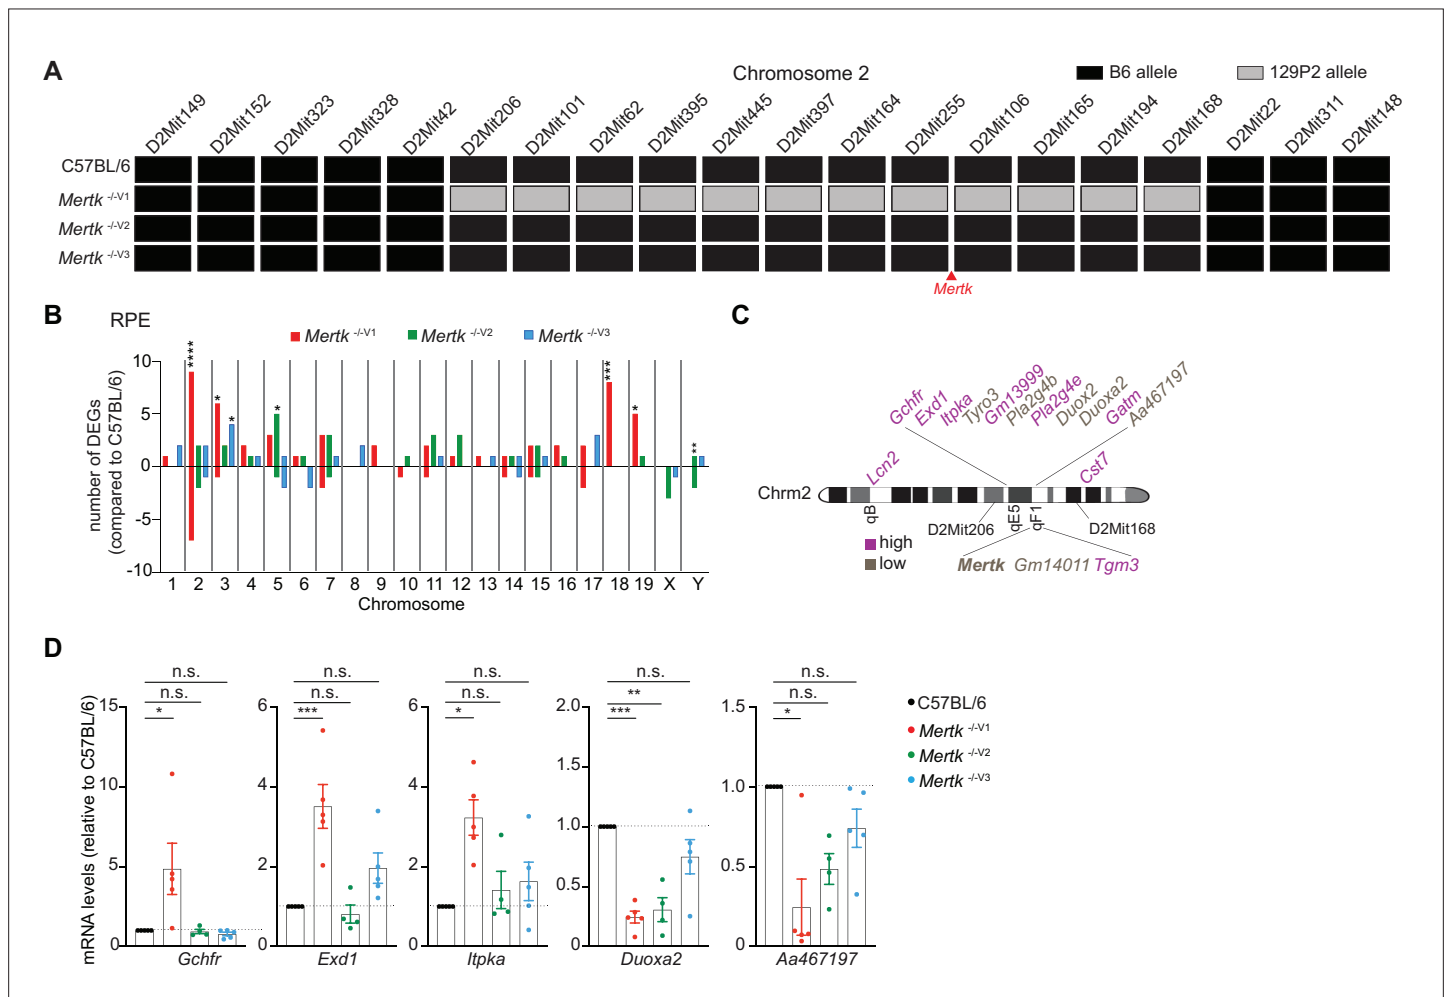 A
Chromosome 2
B6 allele
129P2 allele
D2Mit149
D2Mit152
D2Mit323
D2Mit328
D2Mit42
D2Mit206
D2Mit101
D2Mit62
D2Mit395
D2Mit445
D2Mit397
D2Mit164
D2Mit255
D2Mit106
D2Mit165
D2Mit194
D2Mit168
D2Mit22
D2Mit311
D2Mit148
C57BL/6
Mertk -/-V1
Mertk -/-V2
Mertk -/-V3
Mertk
B
RPE
Mertk -/-V1
Mertk -/-V2
Mertk -/-V3
number of DEGs
(compared to C57BL/6)
10
5
0
-5
-10
****
*
*
*
***
*
**
1 2 3 4 5 6 7 8 9 10 11 12 13 14 15 16 17 18 19 X Y
Chromosome
C
Gchfr
Exd1
Itpka
Tyro3
Gm13999
Pla2g4b
Pla2g4e
Duox2
Duoxa2
Gatm
Aa467197
Lcn2
Cst7
Chrm2
qB
D2Mit206
qE5
qF1
D2Mit168
high
low
Mertk Gm14011 Tgm3
D
mRNA levels (relative to C57BL/6)
n.s.
n.s.
*
15
10
5
0
Gchfr
n.s.
n.s.
***
6
4
2
0
Exd1
n.s.
n.s.
*
6
4
2
0
Itpka
n.s.
**
***
2.0
1.5
1.0
0.5
0
Duoxa2
n.s.
n.s.
*
1.5
1.0
0.5
0
Aa467197
C57BL/6
Mertk -/-V1
Mertk -/-V2
Mertk -/-V3